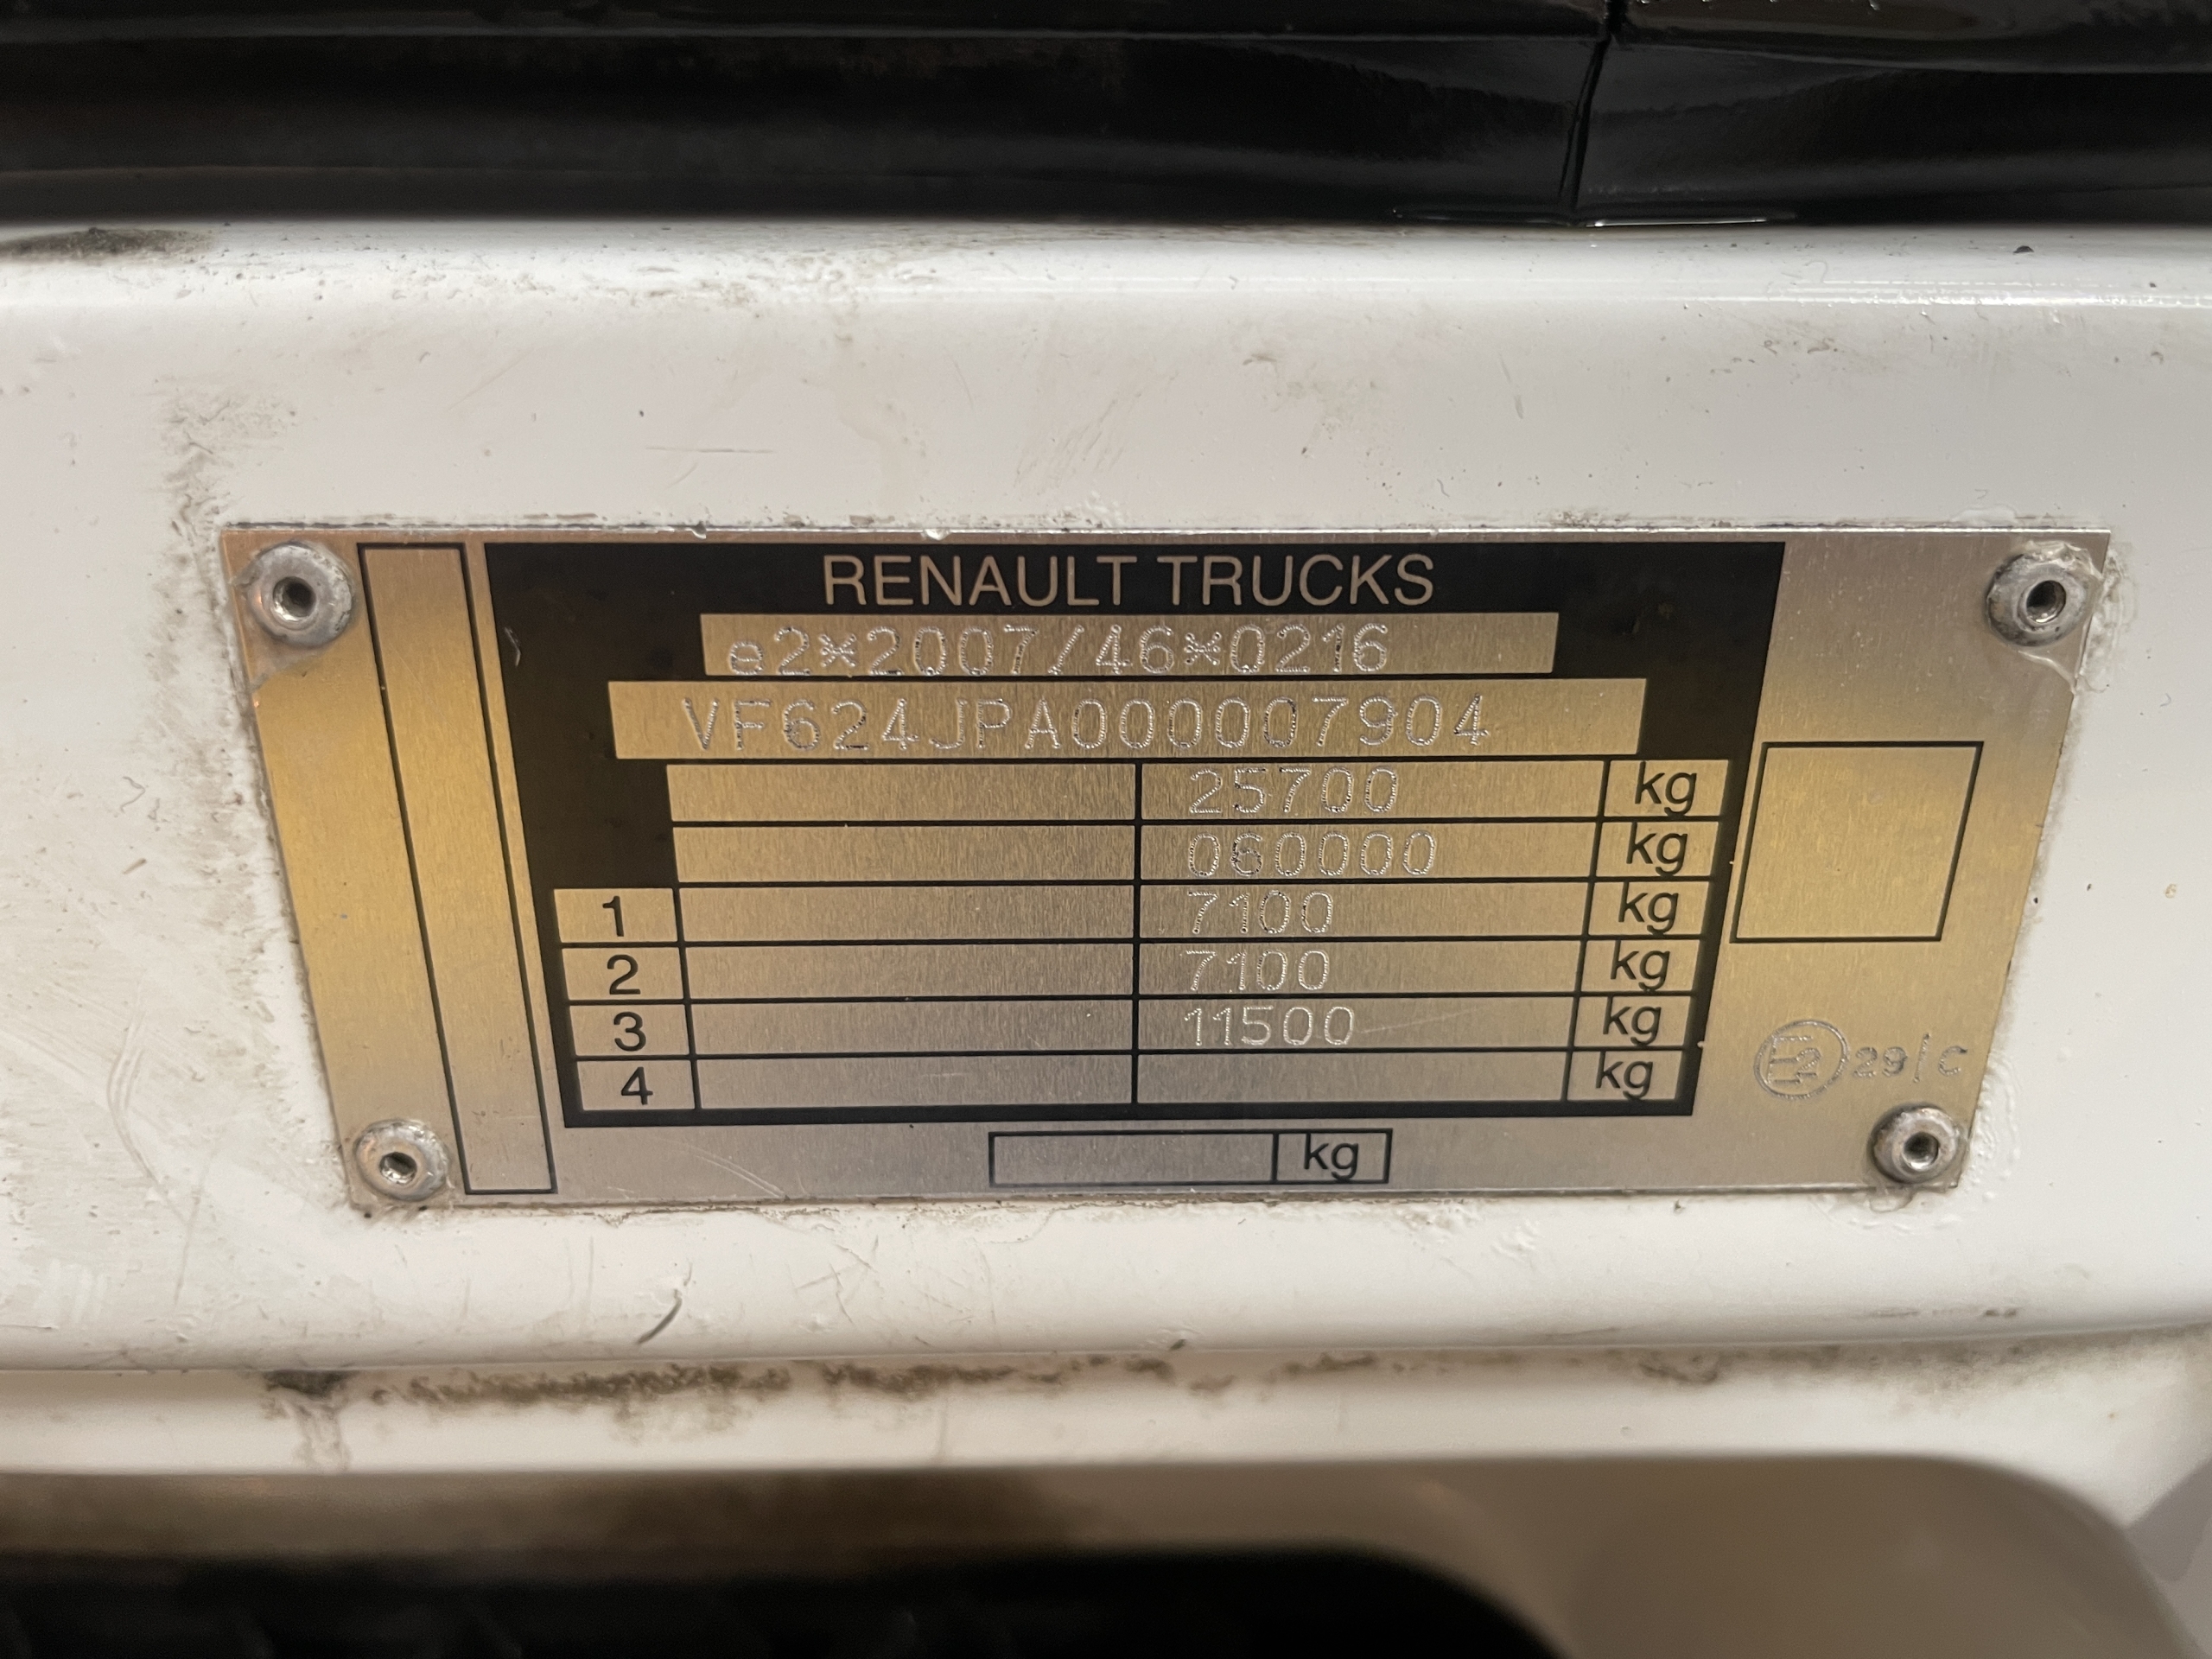 RENAULT TRUCKS
e2*2007/46*0216
VF624JPA000007904
25700 kg
060000 kg
1 7100 kg
2 7100 kg
3 11500 kg
4 kg
E2 29/C
kg